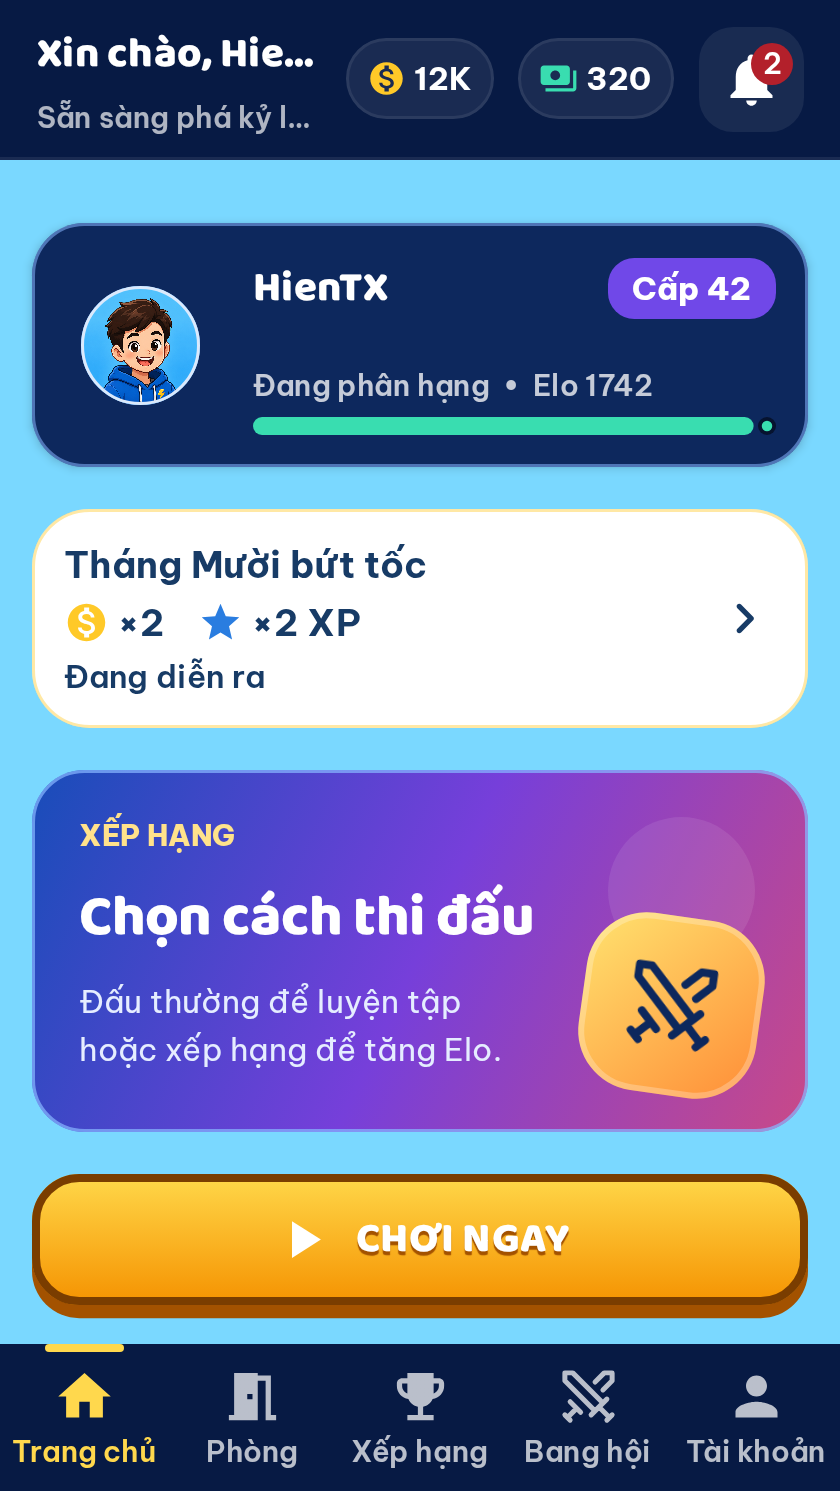 Xin chào, Hie...
12K
320
2
Sẵn sàng phá kỷ l...
HienTX
Cấp 42
Đang phân hạng • Elo 1742
Tháng Mười bứt tốc
×2 ×2 XP
Đang diễn ra
XẾP HẠNG
Chọn cách thi đấu
Đấu thường để luyện tập
hoặc xếp hạng để tăng Elo.
CHƠI NGAY
Trang chủ
Phòng
Xếp hạng
Bang hội
Tài khoản